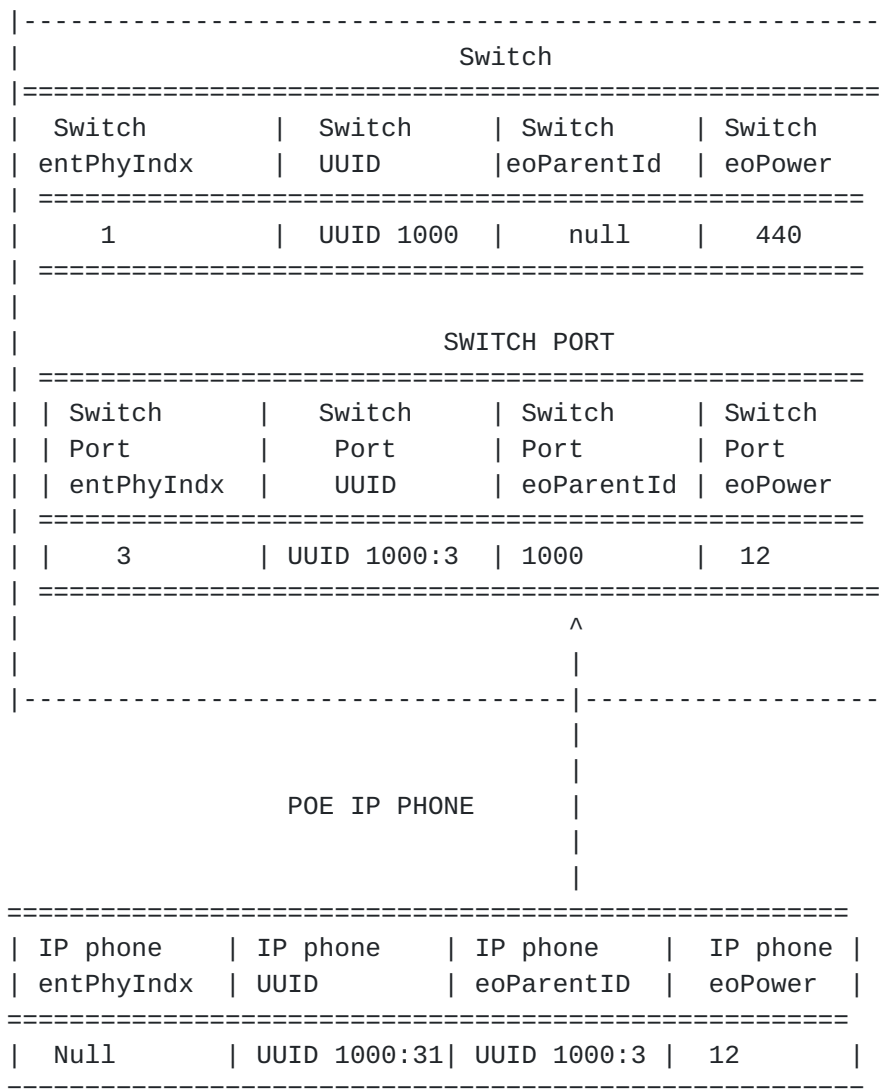 |-------------------------------------------------------
|                            Switch
|=======================================================
|  Switch        |  Switch     | Switch     | Switch
| entPhyIndx     |  UUID       |eoParentId  | eoPower
| =====================================================
|     1          |  UUID 1000  |    null    |   440
| =====================================================
|
|                           SWITCH PORT
| =====================================================
| | Switch      |   Switch     | Switch     | Switch
| | Port        |    Port      | Port       | Port
| | entPhyIndx  |    UUID      | eoParentId | eoPower
| =====================================================
| |    3        | UUID 1000:3  | 1000       |  12
| ======================================================
|                                   ^
|                                   |
|-----------------------------------|-------------------
                                    |
                                    |
                  POE IP PHONE      |
                                    |
                                    |
======================================================
| IP phone    | IP phone    | IP phone    |  IP phone |
| entPhyIndx  | UUID        | eoParentID  |  eoPower  |
======================================================
|  Null       | UUID 1000:31| UUID 1000:3 |  12       |
=======================================================